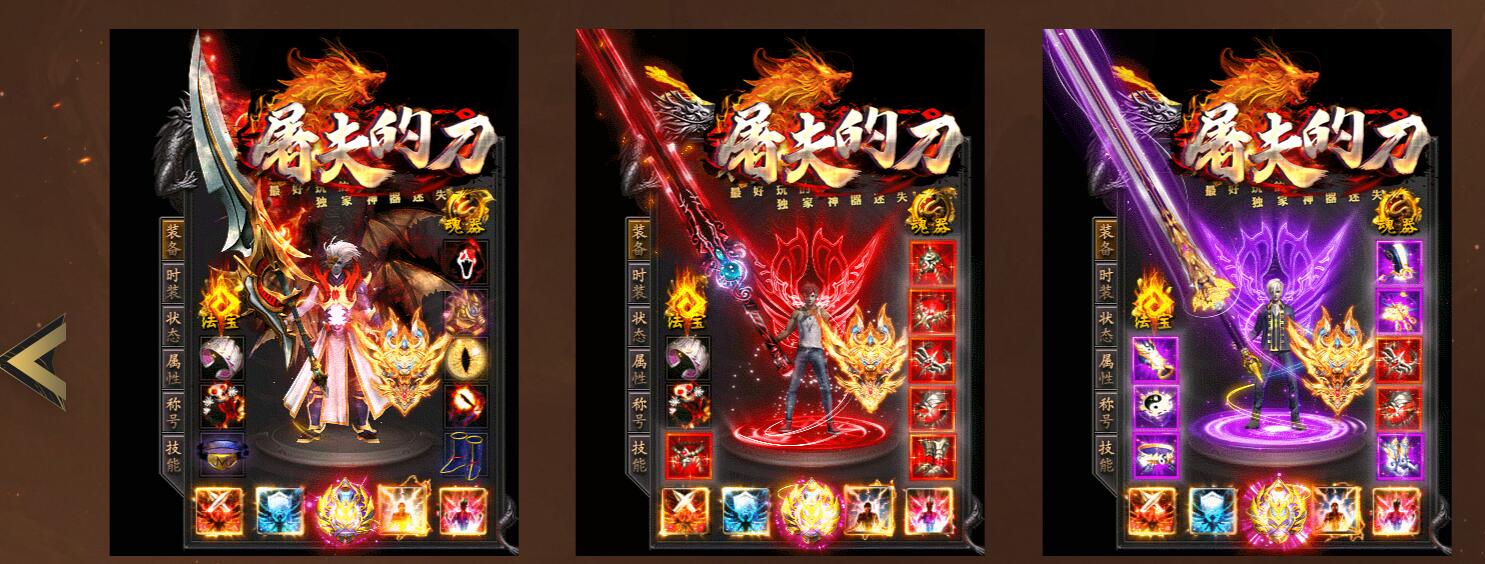 屠夫的刀
最好玩的
独家神器迷失
魂器
装备
时装
法宝
状态
属性
称号
技能
屠夫的刀
最好玩的
独家神器迷失
魂器
装备
时装
法宝
状态
属性
称号
技能
屠夫的刀
最好玩的
独家神器迷失
魂器
装备
时装
法宝
状态
属性
称号
技能